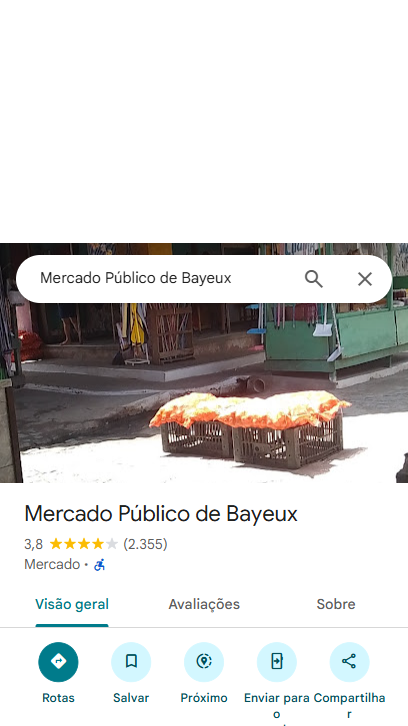 Mercado Público de Bayeux
Mercado Público de Bayeux
3,8 (2.355)
Mercado ·
Visão geral Avaliações Sobre
Rotas Salvar Próximo Enviar para Compartilha
o r